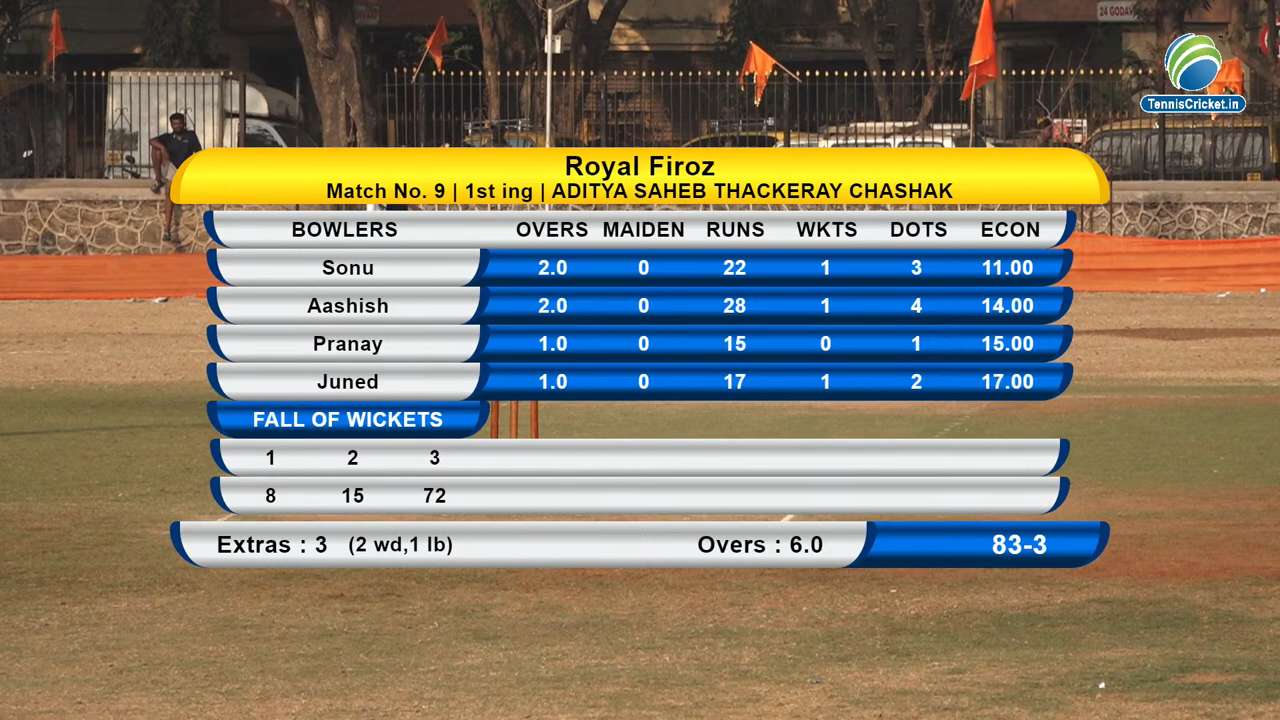 24 GODAV
TennisCricket.in
Royal Firoz
Match No. 9 | 1st ing | ADITYA SAHEB THACKERAY CHASHAK
BOWLERS OVERS MAIDEN RUNS WKTS DOTS ECON
Sonu 2.0 0 22 1 3 11.00
Aashish 2.0 0 28 1 4 14.00
Pranay 1.0 0 15 0 1 15.00
Juned 1.0 0 17 1 2 17.00
FALL OF WICKETS
1 2 3
8 15 72
Extras : 3 (2 wd,1 lb) Overs : 6.0 83-3